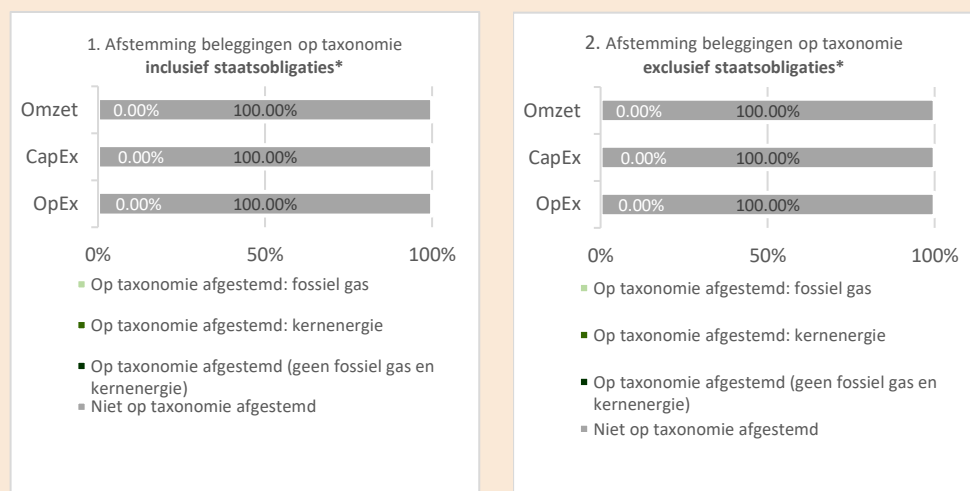 1. Afstemming beleggingen op taxonomie
inclusief staatsobligaties*
Omzet 0.00% 100.00%
CapEx 0.00% 100.00%
OpEx 0.00% 100.00%
0% 50% 100%
Op taxonomie afgestemd: fossiel gas
Op taxonomie afgestemd: kernenergie
Op taxonomie afgestemd (geen fossiel gas en
kernenergie)
Niet op taxonomie afgestemd
2. Afstemming beleggingen op taxonomie
exclusief staatsobligaties*
Omzet 0.00% 100.00%
CapEx 0.00% 100.00%
OpEx 0.00% 100.00%
0% 50% 100%
Op taxonomie afgestemd: fossiel gas
Op taxonomie afgestemd: kernenergie
Op taxonomie afgestemd (geen fossiel gas en
kernenergie)
Niet op taxonomie afgestemd